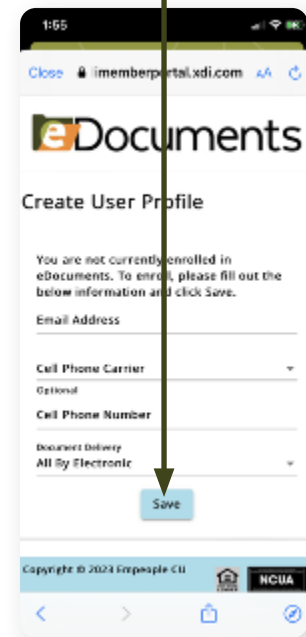 1:55
Close imemberportal.xdi.com AA
eDocuments
Create User Profile
You are not currently enrolled in
eDocuments. To enroll, please fill out the
below information and click Save.
Email Address
Cell Phone Carrier
Optional
Cell Phone Number
Document Delivery
All By Electronic
Save
Copyright © 2023 Empeople CU
NCUA